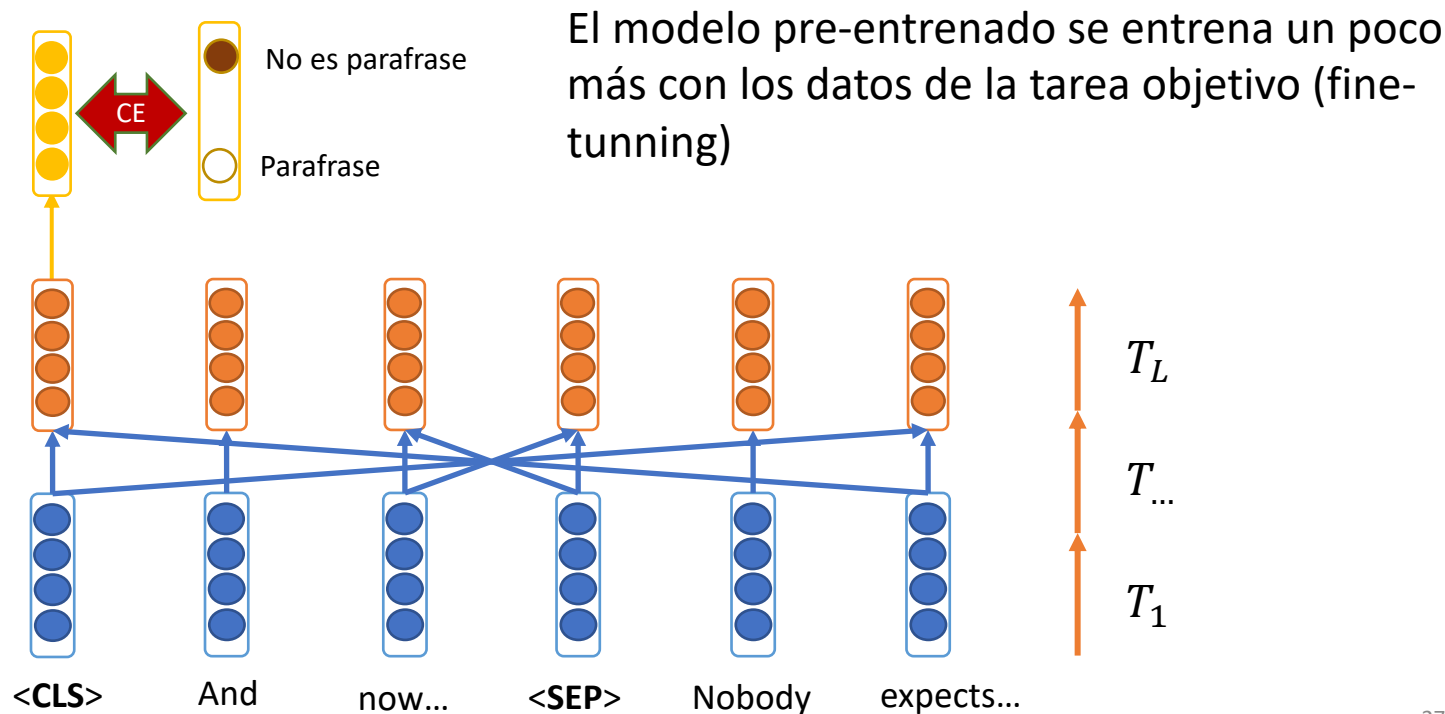 El modelo pre-entrenado se entrena un poco
más con los datos de la tarea objetivo (fine-
tunning)
No es parafrase
CE
Parafrase
T_L
T_...
T_1
<CLS> And now... <SEP> Nobody expects...
27